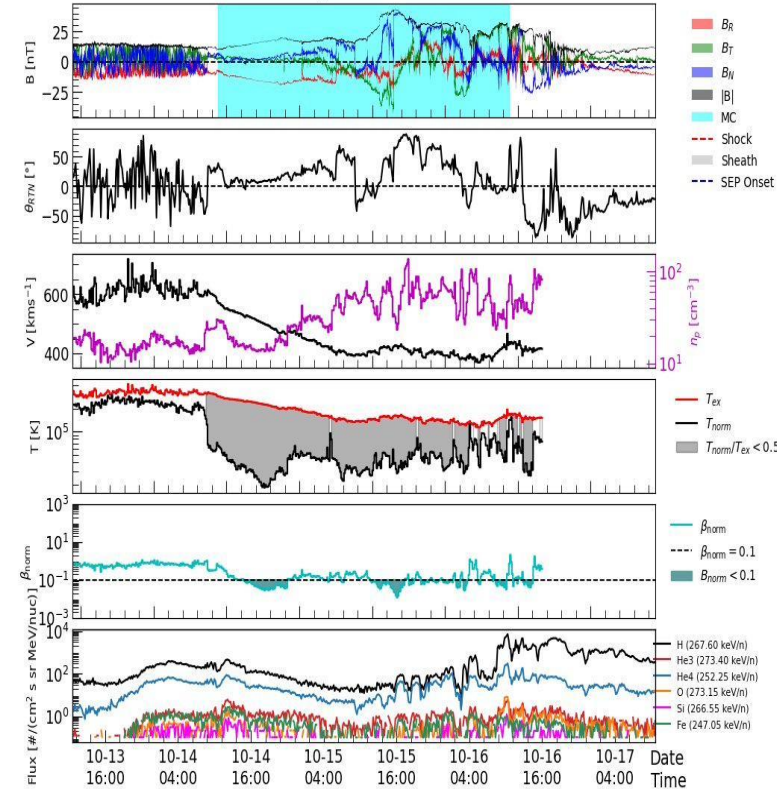 25
0
−25
B [nT]
B_R
B_T
B_N
|B|
MC
Shock
Sheath
SEP Onset
50
0
−50
θ_RTN [°]
600
400
V [kms⁻¹]
10²
10¹
n_p [cm⁻³]
10⁵
T [K]
T_ex
T_norm
T_norm/T_ex < 0.5
10³
10¹
10⁻¹
10⁻³
β_norm
β_norm
β_norm = 0.1
B_norm < 0.1
10⁴
10²
10⁰
Flux [#/(cm² s sr MeV/nuc)]
H (267.60 keV/n)
He3 (273.40 keV/n)
He4 (252.25 keV/n)
O (273.15 keV/n)
Si (266.55 keV/n)
Fe (247.05 keV/n)
10-13 10-14 10-14 10-15 10-15 10-16 10-16 10-17 Date
16:00 04:00 16:00 04:00 16:00 04:00 16:00 04:00 Time